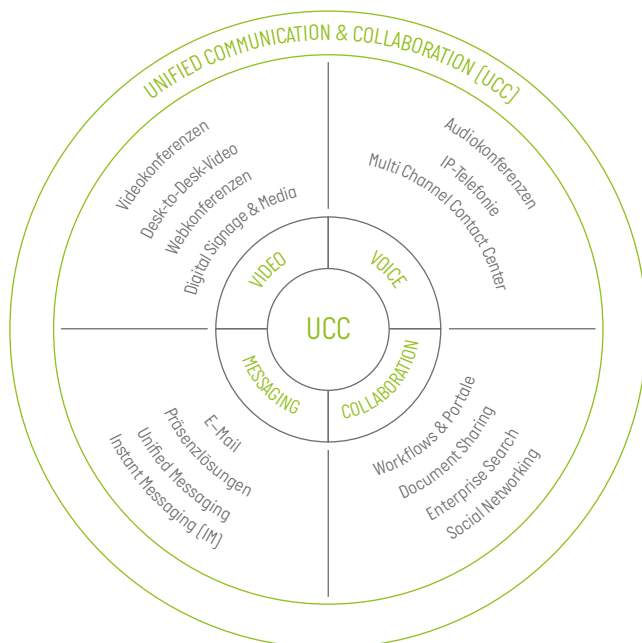 UNIFIED COMMUNICATION & COLLABORATION [UCC]
Videokonferenzen
Desk-to-Desk-Video
Webkonferenzen
Digital Signage & Media
Audiokonferenzen
IP-Telefonie
Multi Channel Contact Center
VIDEO
VOICE
UCC
MESSAGING
COLLABORATION
E-Mail
Präsenzlösungen
Unified Messaging
Instant Messaging [IM]
Workflows & Portale
Document Sharing
Enterprise Search
Social Networking